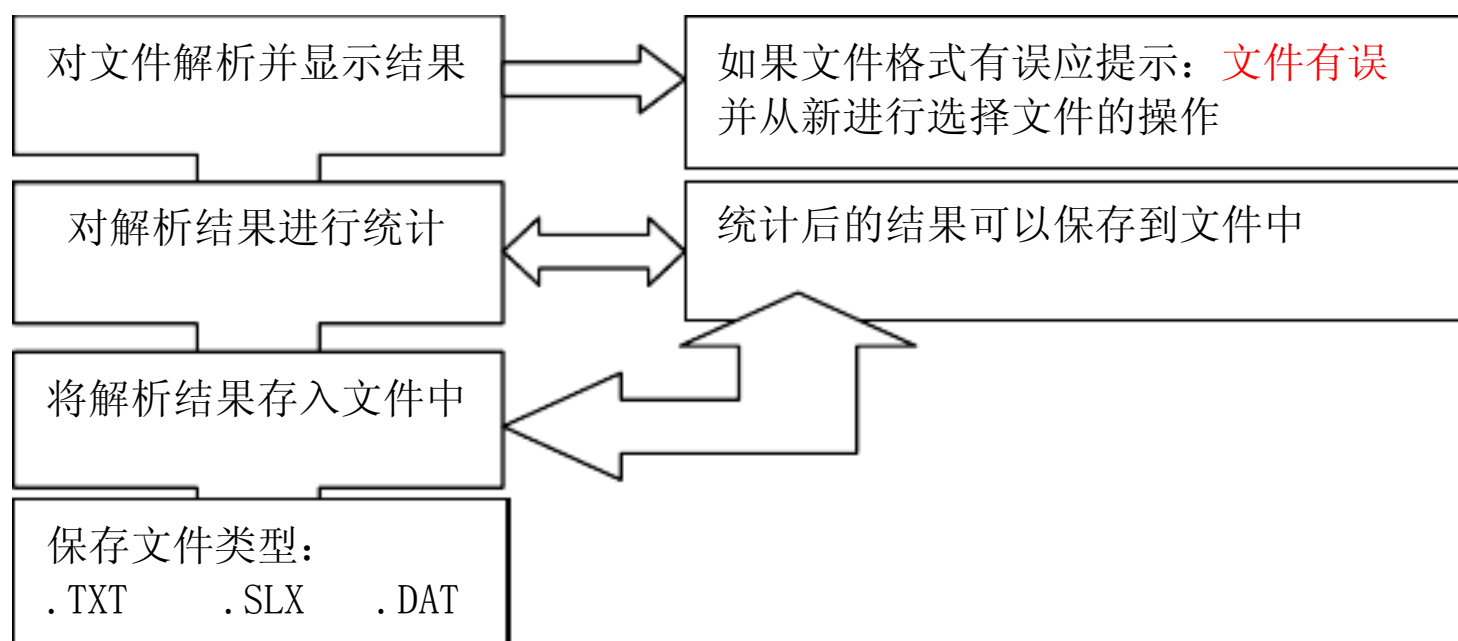 对文件解析并显示结果
如果文件格式有误应提示：文件有误
并从新进行选择文件的操作
对解析结果进行统计
统计后的结果可以保存到文件中
将解析结果存入文件中
保存文件类型：
.TXT .SLX .DAT